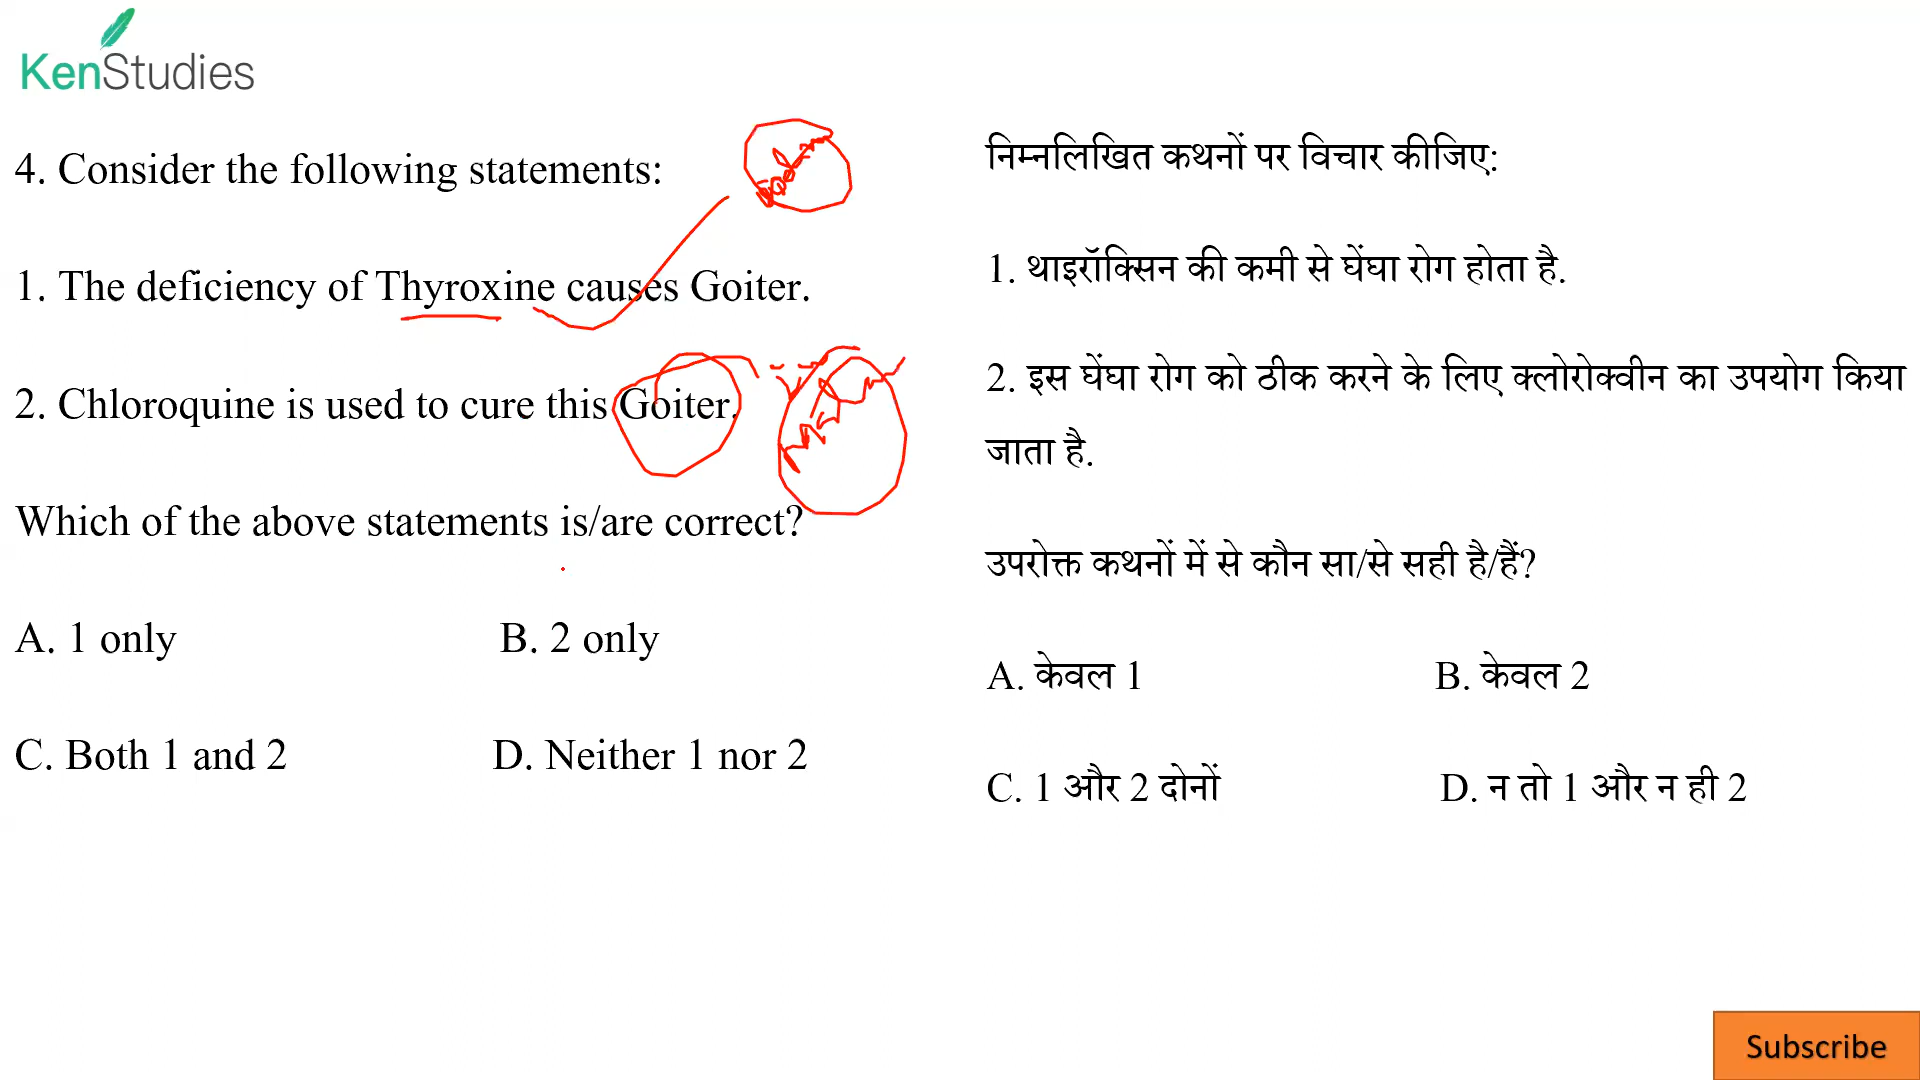 KenStudies
4. Consider the following statements:
1. The deficiency of Thyroxine causes Goiter.
2. Chloroquine is used to cure this Goiter.
Which of the above statements is/are correct?
A. 1 only B. 2 only
C. Both 1 and 2 D. Neither 1 nor 2
निम्नलिखित कथनों पर विचार कीजिए:
1. थाइरॉक्सिन की कमी से घेंघा रोग होता है.
2. इस घेंघा रोग को ठीक करने के लिए क्लोरोक्वीन का उपयोग किया
जाता है.
उपरोक्त कथनों में से कौन सा/से सही है/हैं?
A. केवल 1 B. केवल 2
C. 1 और 2 दोनों D. न तो 1 और न ही 2
Subscribe